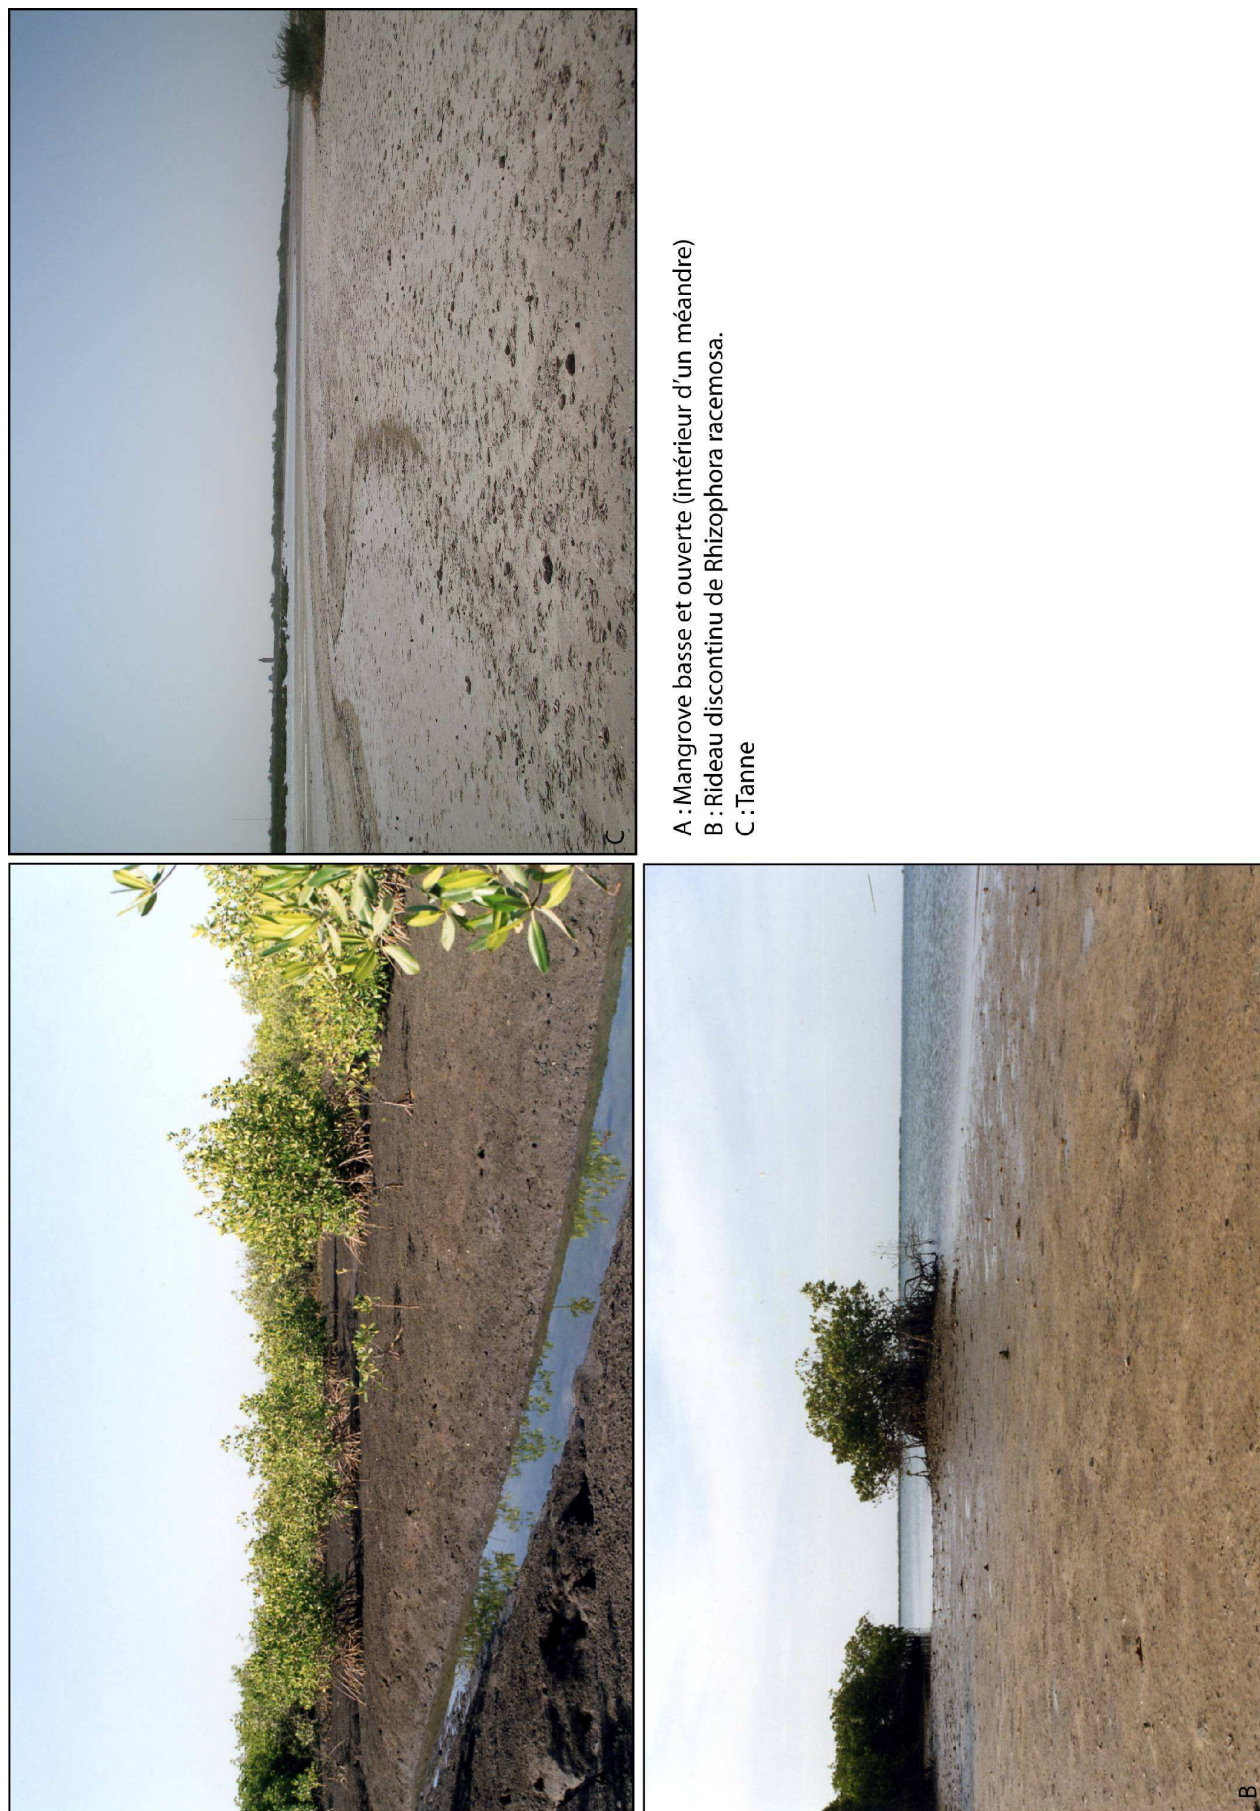 C
A : Mangrove basse et ouverte (intérieur d'un méandre)
B : Rideau discontinu de Rhizophora racemosa.
C : Tanne
B